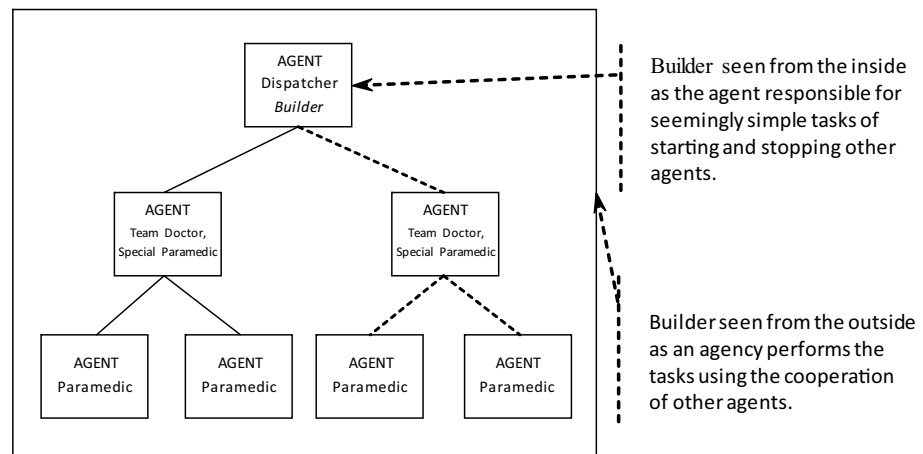 AGENT
Dispatcher
Builder
Builder seen from the inside
as the agent responsible for
seemingly simple tasks of
starting and stopping other
agents.
AGENT
Team Doctor,
Special Paramedic
AGENT
Team Doctor,
Special Paramedic
Builder seen from the outside
as an agency performs the
tasks using the cooperation
of other agents.
AGENT
Paramedic
AGENT
Paramedic
AGENT
Paramedic
AGENT
Paramedic